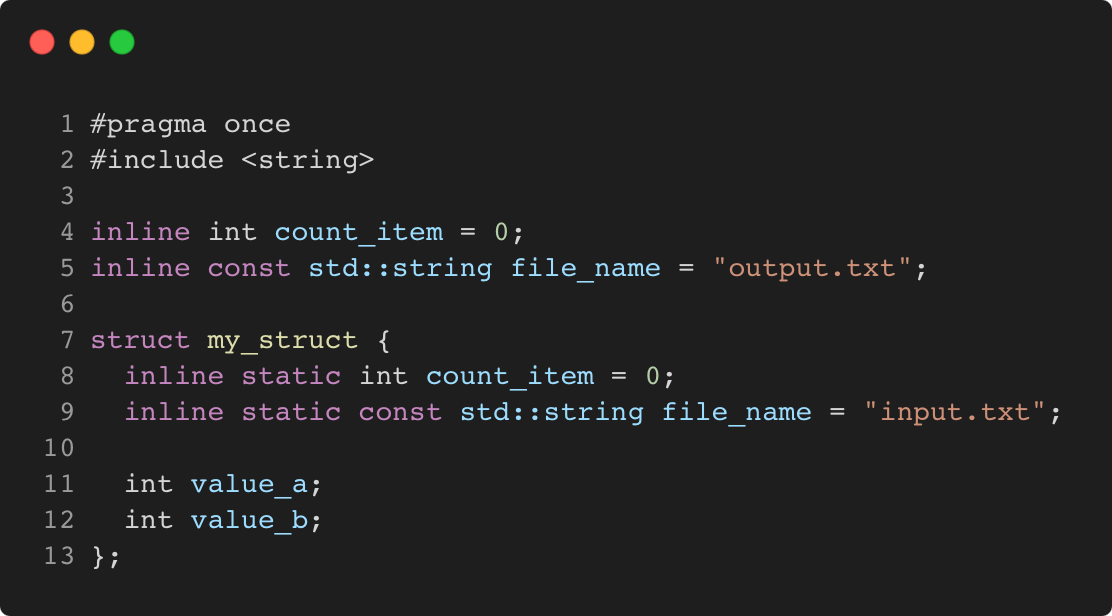 1 #pragma once
2 #include <string>
3
4 inline int count_item = 0;
5 inline const std::string file_name = "output.txt";
6
7 struct my_struct {
8   inline static int count_item = 0;
9   inline static const std::string file_name = "input.txt";
10
11   int value_a;
12   int value_b;
13 };